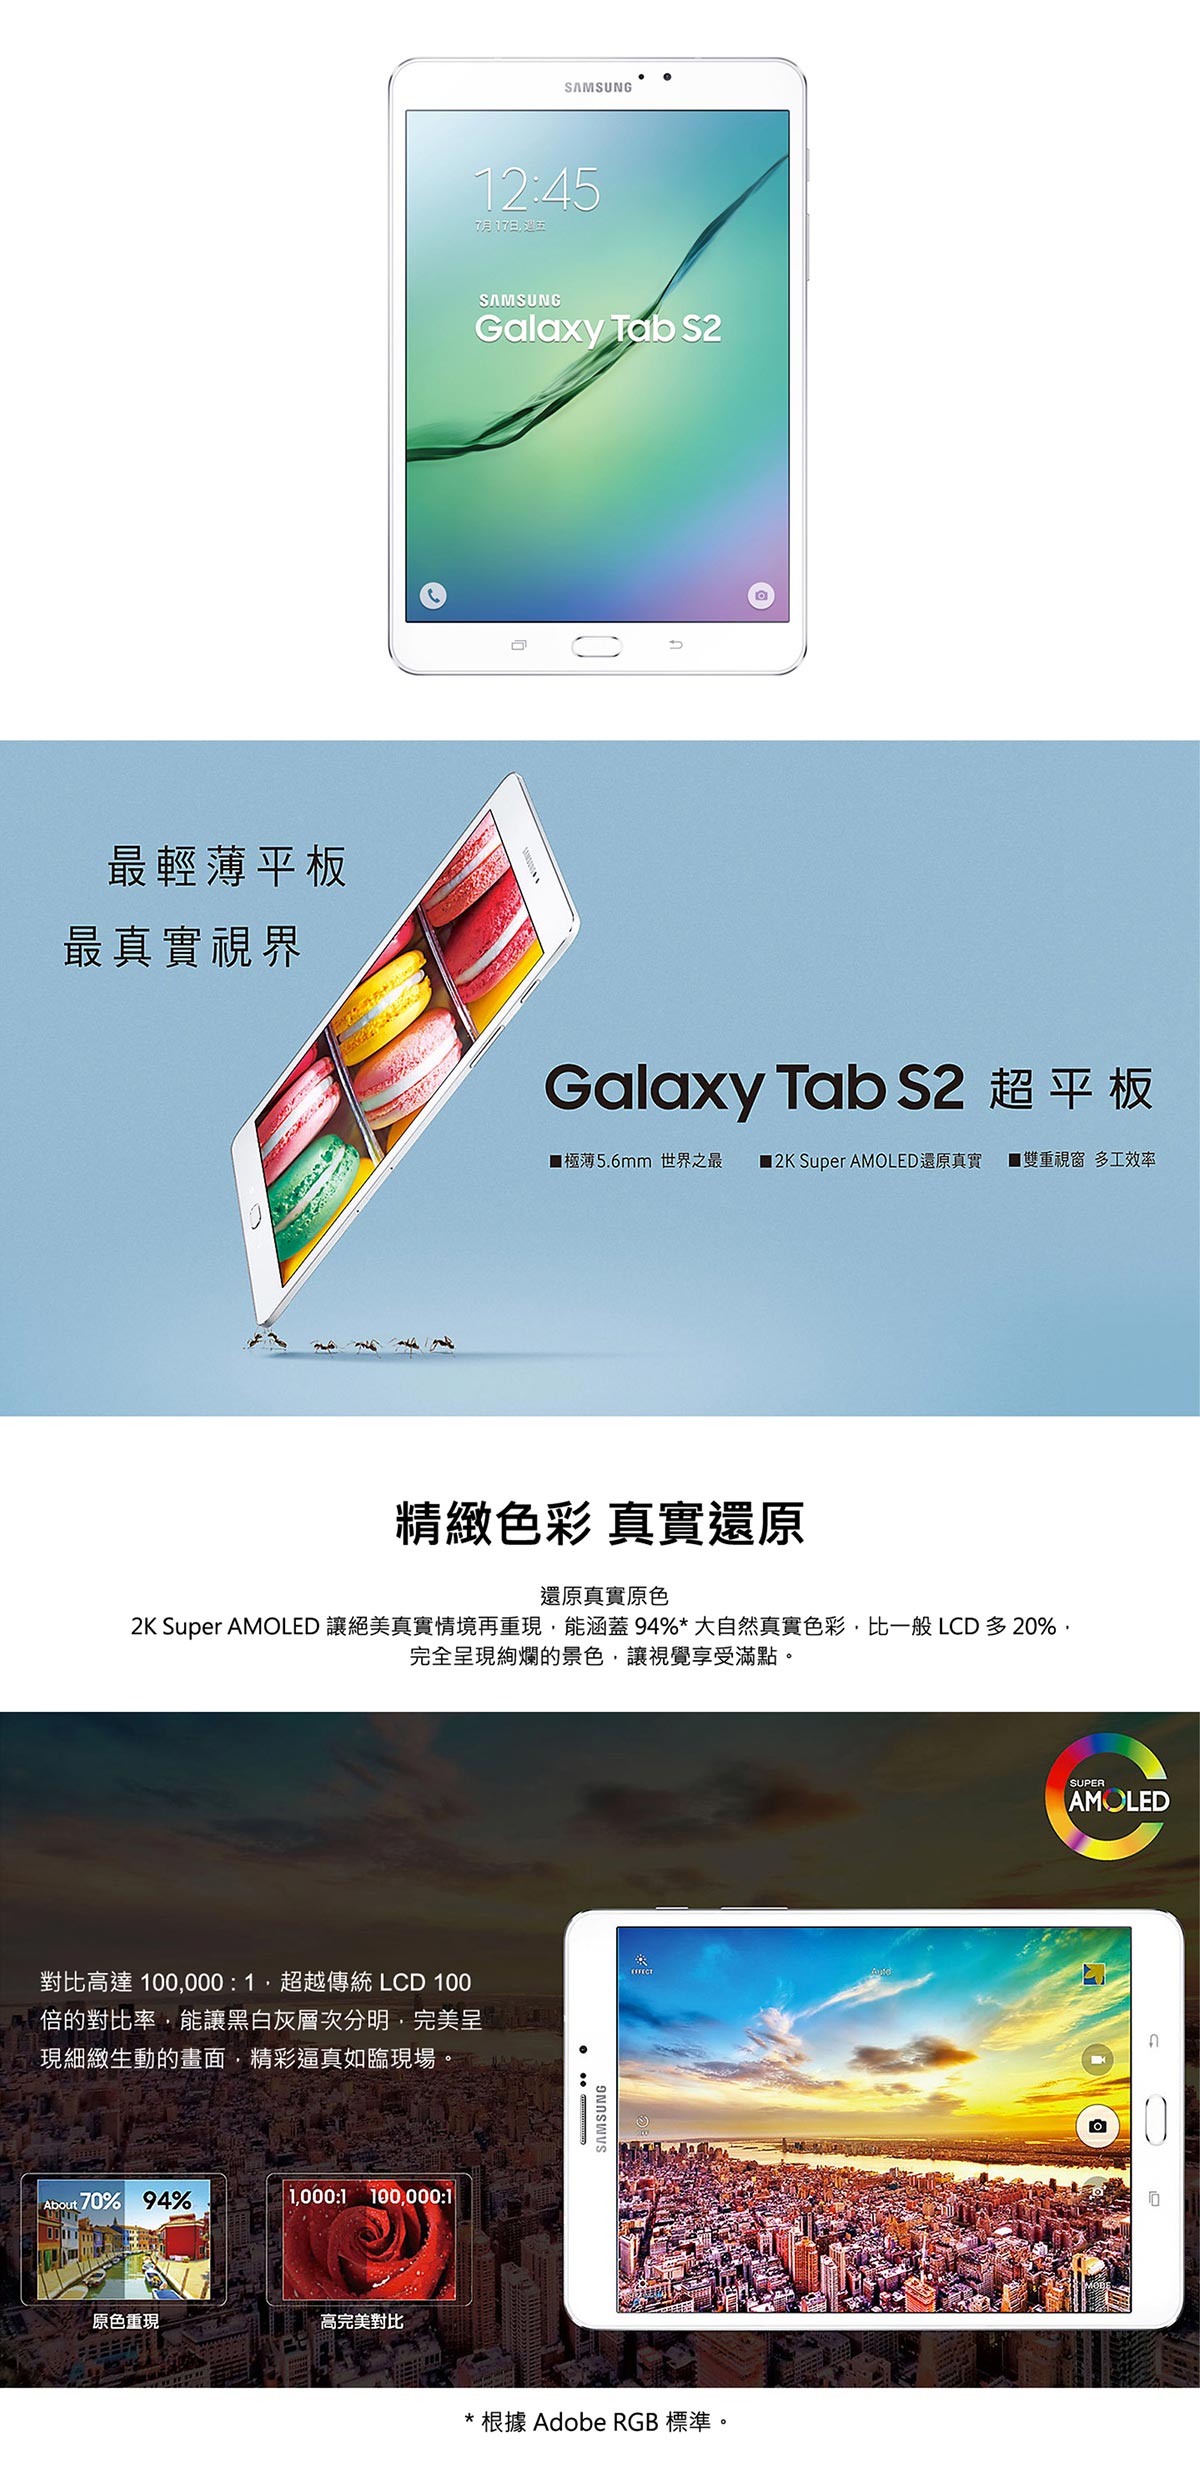 SAMSUNG
12:45
7月 17日, 週五
SAMSUNG
Galaxy Tab S2
最輕薄平板
最真實視界
SAMSUNG
Galaxy Tab S2 超平板
■極薄5.6mm 世界之最 ■2K Super AMOLED還原真實 ■雙重視窗 多工效率
精緻色彩 真實還原
還原真實原色
2K Super AMOLED 讓絕美真實情境再重現，能涵蓋 94%* 大自然真實色彩，比一般 LCD 多 20%，
完全呈現絢爛的景色，讓視覺享受滿點。
SUPER
AMOLED
對比高達 100,000 : 1，超越傳統 LCD 100
倍的對比率，能讓黑白灰層次分明，完美呈
現細緻生動的畫面，精彩逼真如臨現場。
EFFECT
Auto
OFF
SAMSUNG
MODE
About 70% 94%
原色重現
1,000:1 100,000:1
高完美對比
* 根據 Adobe RGB 標準。